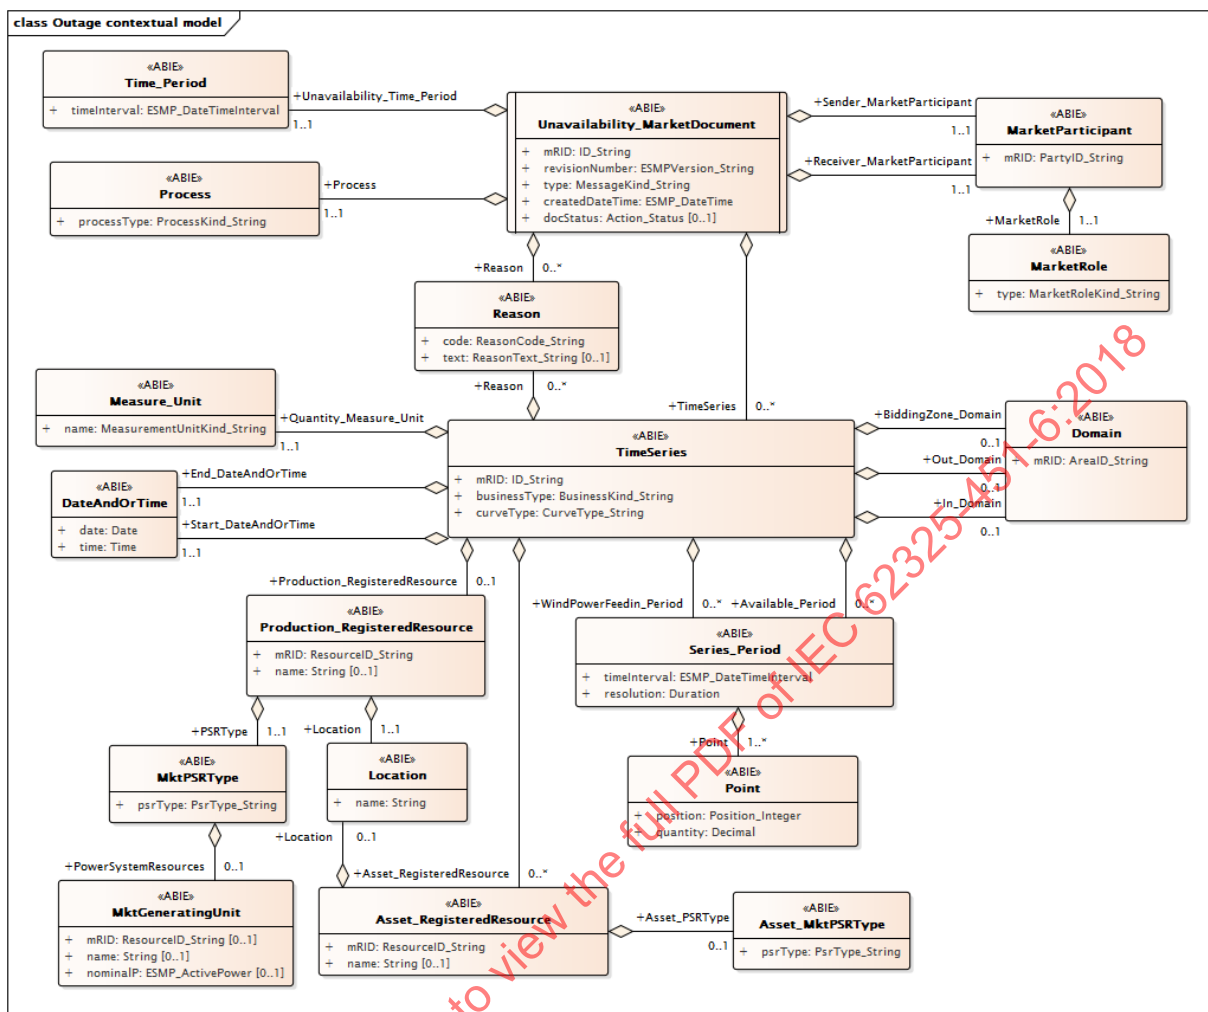 class Outage contextual model
«ABIE»
Time_Period
+ timeInterval: ESMP_DateTimeInterval
+Unavailability_Time_Period
1..1
«ABIE»
Unavailability_MarketDocument
+ mRID: ID_String
+ revisionNumber: ESMPVersion_String
+ type: MessageKind_String
+ createdDateTime: ESMP_DateTime
+ docStatus: Action_Status [0..1]
+Sender_MarketParticipant
1..1
+Receiver_MarketParticipant
1..1
«ABIE»
MarketParticipant
+ mRID: PartyID_String
«ABIE»
Process
+ processType: ProcessKind_String
+Process
1..1
+MarketRole 1..1
«ABIE»
MarketRole
+ type: MarketRoleKind_String
+Reason 0..*
«ABIE»
Reason
+ code: ReasonCode_String
+ text: ReasonText_String [0..1]
+Reason 0..*
+TimeSeries 0..*
«ABIE»
Measure_Unit
+ name: MeasurementUnitKind_String
+Quantity_Measure_Unit
1..1
«ABIE»
TimeSeries
+ mRID: ID_String
+ businessType: BusinessKind_String
+ curveType: CurveType_String
+BiddingZone_Domain
0..1
+Out_Domain
0..1
+In_Domain
0..1
«ABIE»
Domain
+ mRID: AreaID_String
«ABIE»
DateAndOrTime
+ date: Date
+ time: Time
+End_DateAndOrTime
1..1
+Start_DateAndOrTime
1..1
+Production_RegisteredResource 0..1
«ABIE»
Production_RegisteredResource
+ mRID: ResourceID_String
+ name: String [0..1]
+WindPowerFeedin_Period 0..*
+Available_Period 0..*
«ABIE»
Series_Period
+ timeInterval: ESMP_DateTimeInterval
+ resolution: Duration
+PSRType 1..1
+Location 1..1
«ABIE»
MktPSRType
+ psrType: PsrType_String
«ABIE»
Location
+ name: String
+Point 1..*
«ABIE»
Point
+ position: Position_Integer
+ quantity: Decimal
+Location 0..1
+PowerSystemResources 0..1
+Asset_RegisteredResource 0..*
«ABIE»
MktGeneratingUnit
+ mRID: ResourceID_String [0..1]
+ name: String [0..1]
+ nominalP: ESMP_ActivePower [0..1]
«ABIE»
Asset_RegisteredResource
+ mRID: ResourceID_String
+ name: String [0..1]
+Asset_PSRType
0..1
«ABIE»
Asset_MktPSRType
+ psrType: PsrType_String
to view the full PDF of IEC 62325-451-6:2018